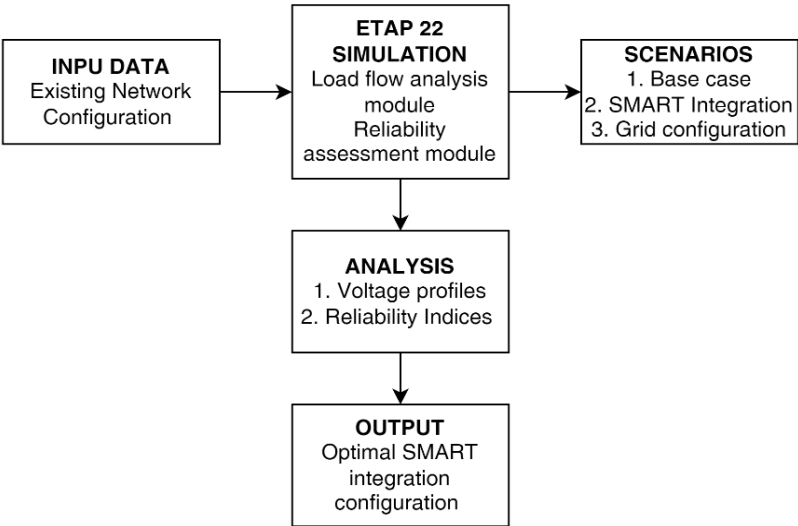 INPU DATA
Existing Network
Configuration
ETAP 22
SIMULATION
Load flow analysis
module
Reliability
assessment module
SCENARIOS
1. Base case
2. SMART Integration
3. Grid configuration
ANALYSIS
1. Voltage profiles
2. Reliability Indices
OUTPUT
Optimal SMART
integration
configuration